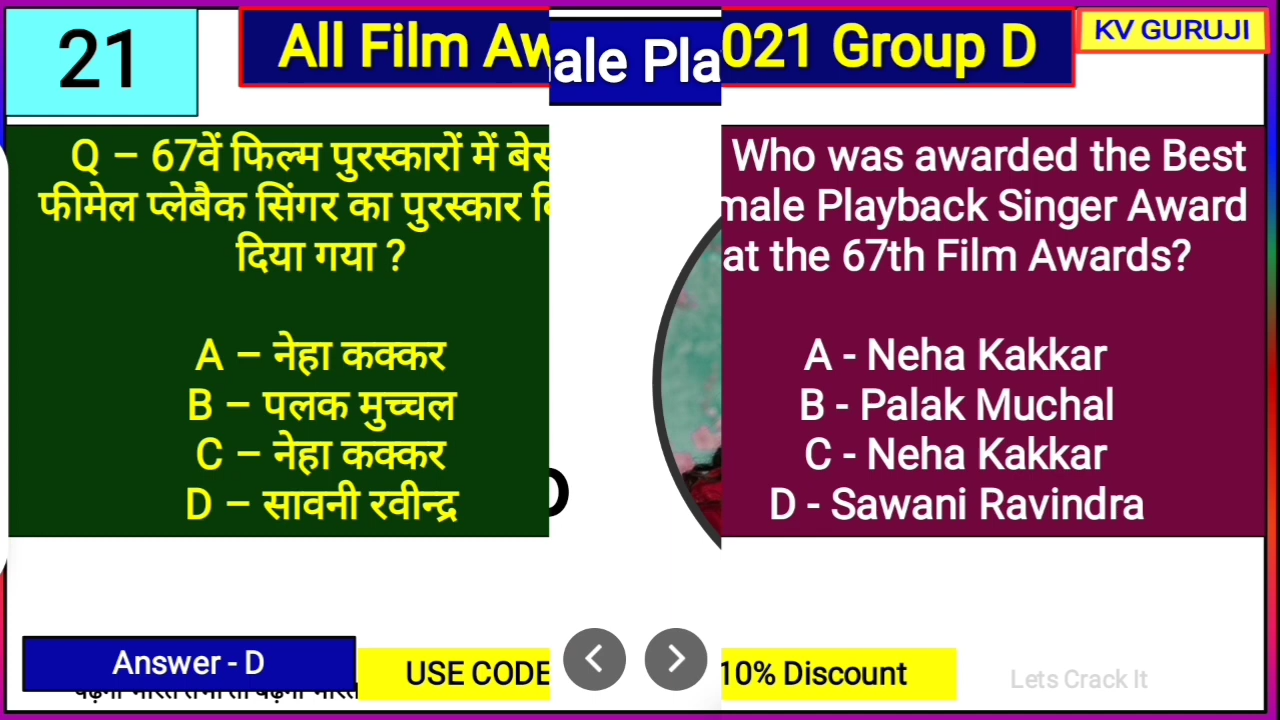 21
All Film Aw
ale Pla
021 Group D
KV GURUJI
Q – 67वें फिल्म पुरस्कारों में बेस
फीमेल प्लेबैक सिंगर का पुरस्कार
दिया गया ?
A – नेहा कक्कर
B – पलक मुच्चल
C – नेहा कक्कर
D – सावनी रवीन्द्र
Who was awarded the Best
male Playback Singer Award
at the 67th Film Awards?
A - Neha Kakkar
B - Palak Muchal
C - Neha Kakkar
D - Sawani Ravindra
Answer - D
USE CODE
10% Discount
Lets Crack It